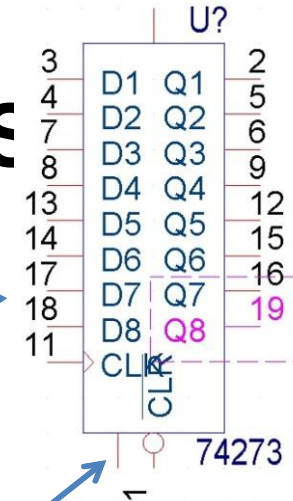 U?
3 D1 Q1 2
4 D2 Q2 5
7 D3 Q3 6
8 D4 Q4 9
13 D5 Q5 12
14 D6 Q6 15
17 D7 Q7 16
18 D8 Q8 19
11 CLK
CLR
1
74273
S